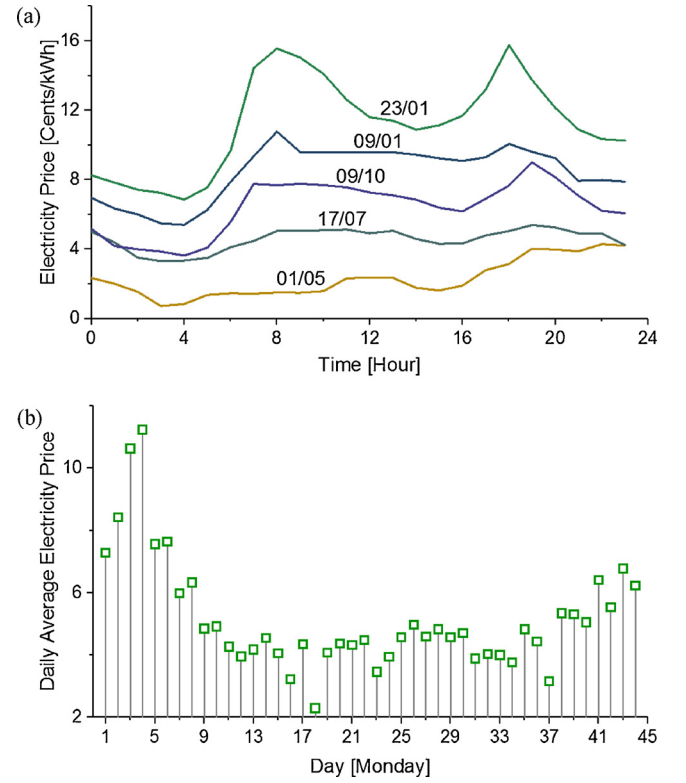 (a)
Electricity Price [Cents/kWh]
16
12
8
4
0
23/01
09/01
09/10
17/07
01/05
0 4 8 12 16 20 24
Time [Hour]
(b)
Daily Average Electricity Price
10
6
2
1 5 9 13 17 21 25 29 33 37 41 45
Day [Monday]